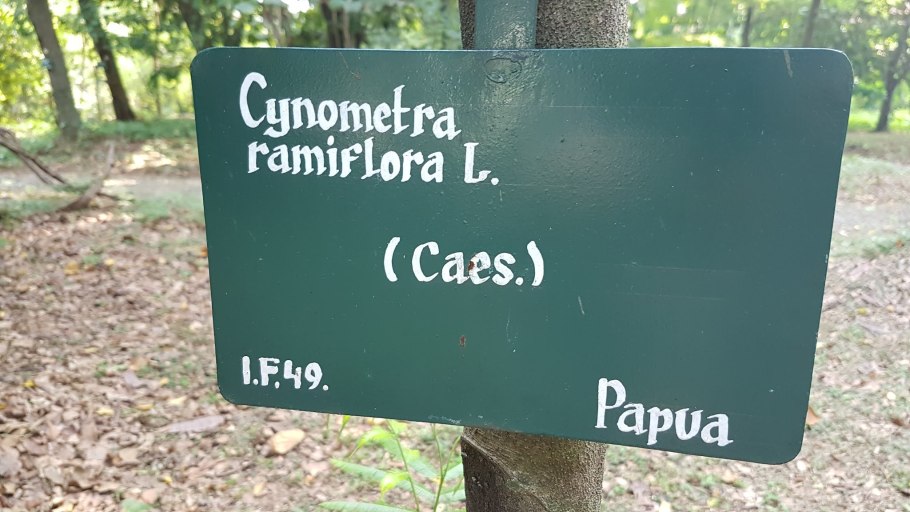 Cynometra
ramiflora L.
(Caes.)
I.F.49.
Papua